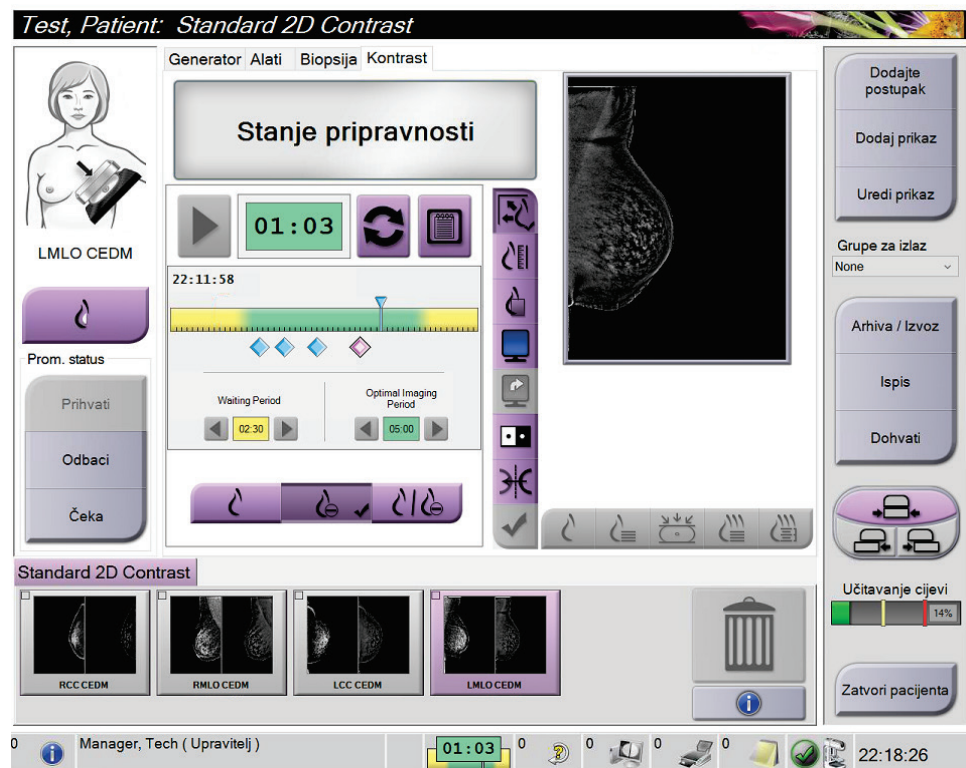 Test, Patient: Standard 2D Contrast
Generator Alati Biopsija Kontrast
Stanje pripravnosti
LMLO CEDM
01:03
22:11:58
Prom. status
Prihvati
Odbaci
Čeka
Waiting Period
02:30
Optimal Imaging
Period
05:00
Dodajte
postupak
Dodaj prikaz
Uredi prikaz
Grupe za izlaz
None
Arhiva / Izvoz
Ispis
Dohvati
Učitavanje cijevi
14%
Zatvori pacijenta
Standard 2D Contrast
RCC CEDM
RMLO CEDM
LCC CEDM
LMLO CEDM
0
Manager, Tech ( Upravitelj )
01:03
0
0
0
0
22:18:26